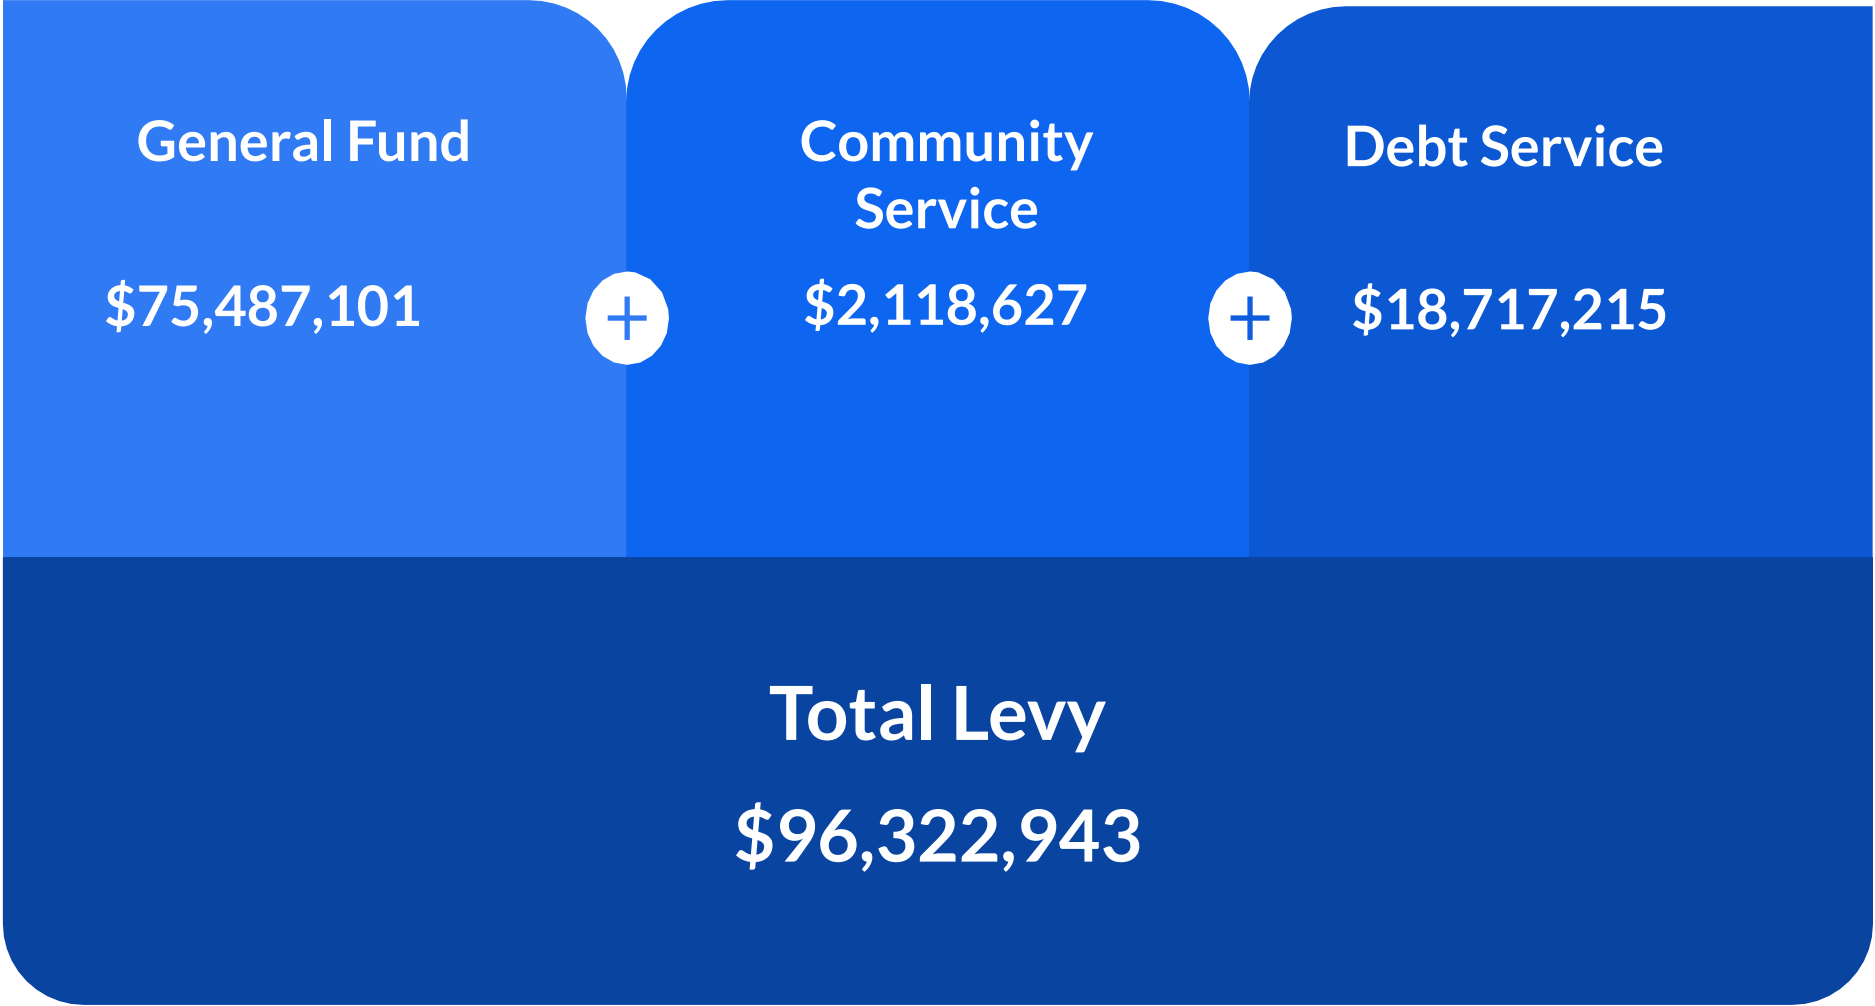 General Fund
Community
Service
Debt Service
$75,487,101
+
$2,118,627
+
$18,717,215
Total Levy
$96,322,943